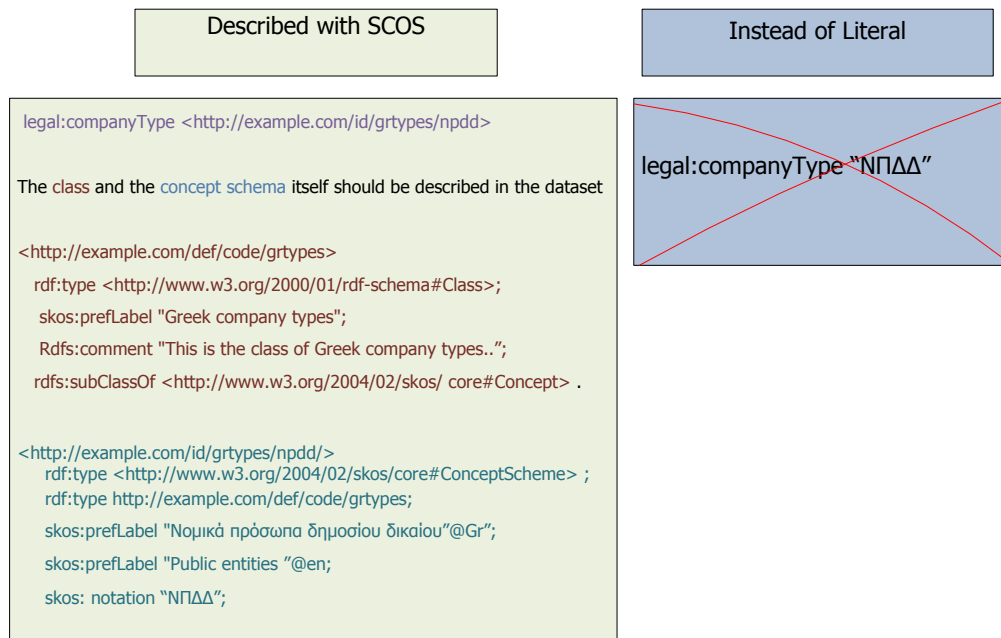 Described with SCOS
Instead of Literal
legal:companyType <http://example.com/id/grtypes/npdd>
The class and the concept schema itself should be described in the dataset
<http://example.com/def/code/grtypes>
rdf:type <http://www.w3.org/2000/01/rdf-schema#Class>;
skos:prefLabel "Greek company types";
Rdfs:comment "This is the class of Greek company types..”;
rdfs:subClassOf <http://www.w3.org/2004/02/skos/ core#Concept> .
<http://example.com/id/grtypes/npdd/>
rdf:type <http://www.w3.org/2004/02/skos/core#ConceptScheme> ;
rdf:type http://example.com/def/code/grtypes;
skos:prefLabel "Νομικά πρόσωπα δημοσίου δικαίου”@Gr”;
skos:prefLabel "Public entities ”@en;
skos: notation “ΝΠΔΔ”;
legal:companyType “ΝΠΔΔ”